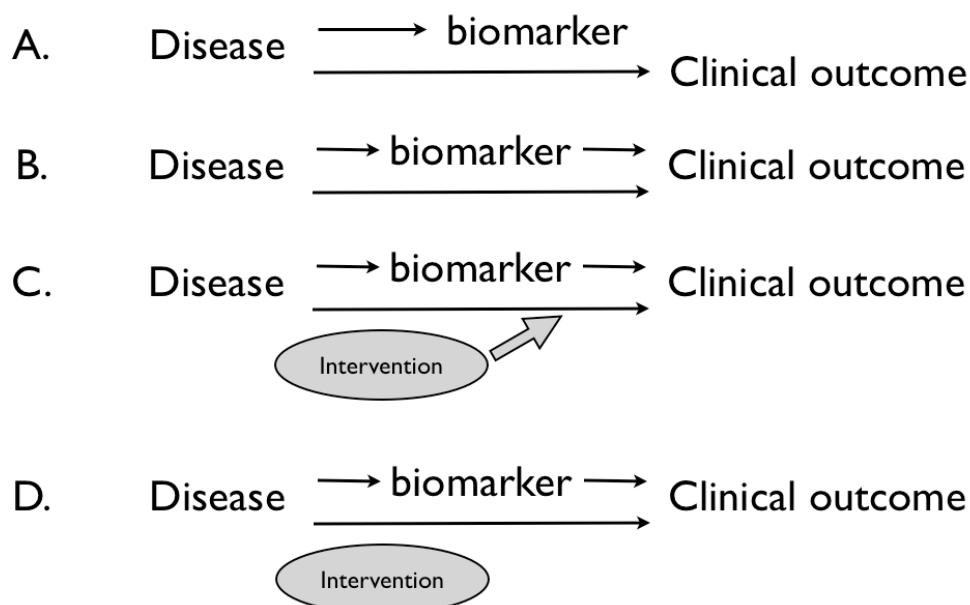 A. Disease biomarker
Clinical outcome
B. Disease biomarker Clinical outcome
C. Disease biomarker Clinical outcome
Intervention
D. Disease biomarker Clinical outcome
Intervention